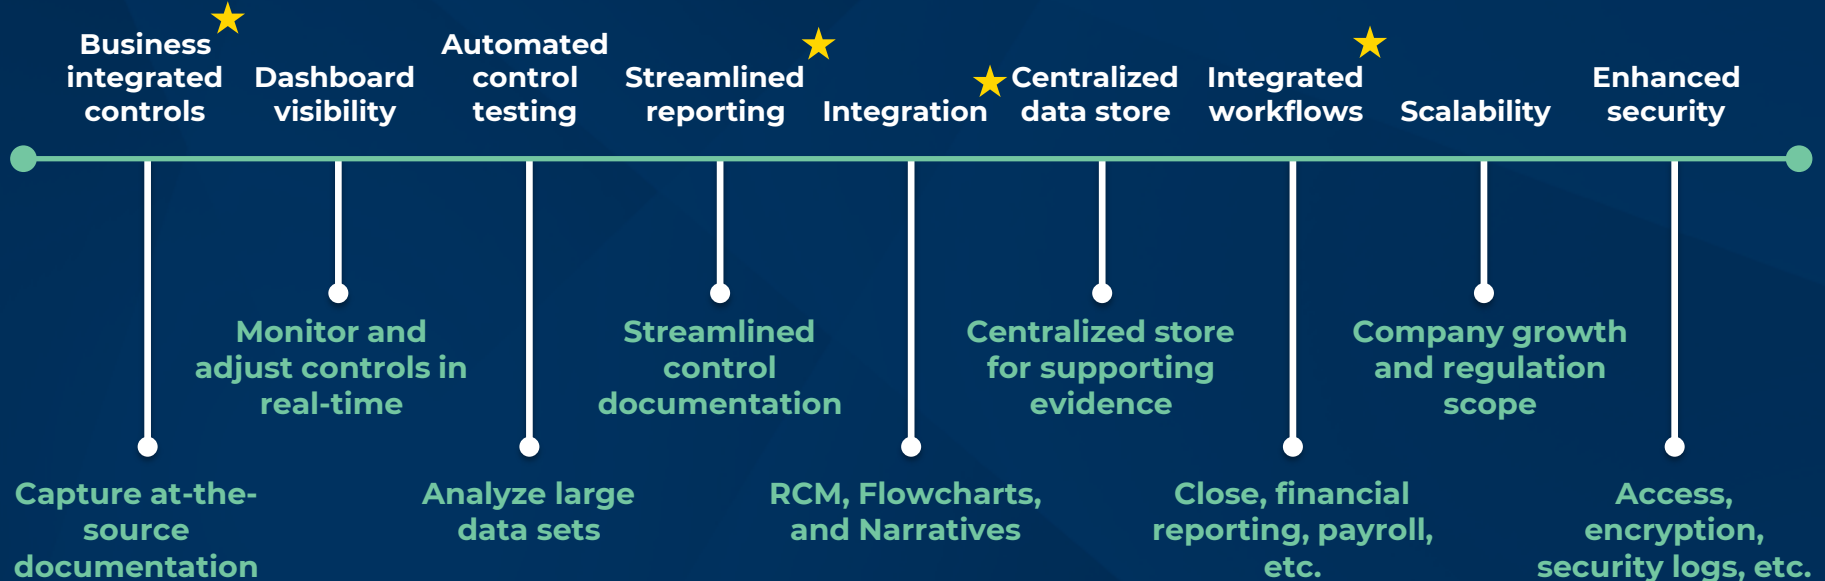 Business
integrated
controls
Dashboard
visibility
Automated
control
testing
Streamlined
reporting
Integration
Centralized
data store
Integrated
workflows
Scalability
Enhanced
security
Monitor and
adjust controls in
real-time
Streamlined
control
documentation
Centralized store
for supporting
evidence
Company growth
and regulation
scope
Capture at-the-
source
documentation
Analyze large
data sets
RCM, Flowcharts,
and Narratives
Close, financial
reporting, payroll,
etc.
Access,
encryption,
security logs, etc.